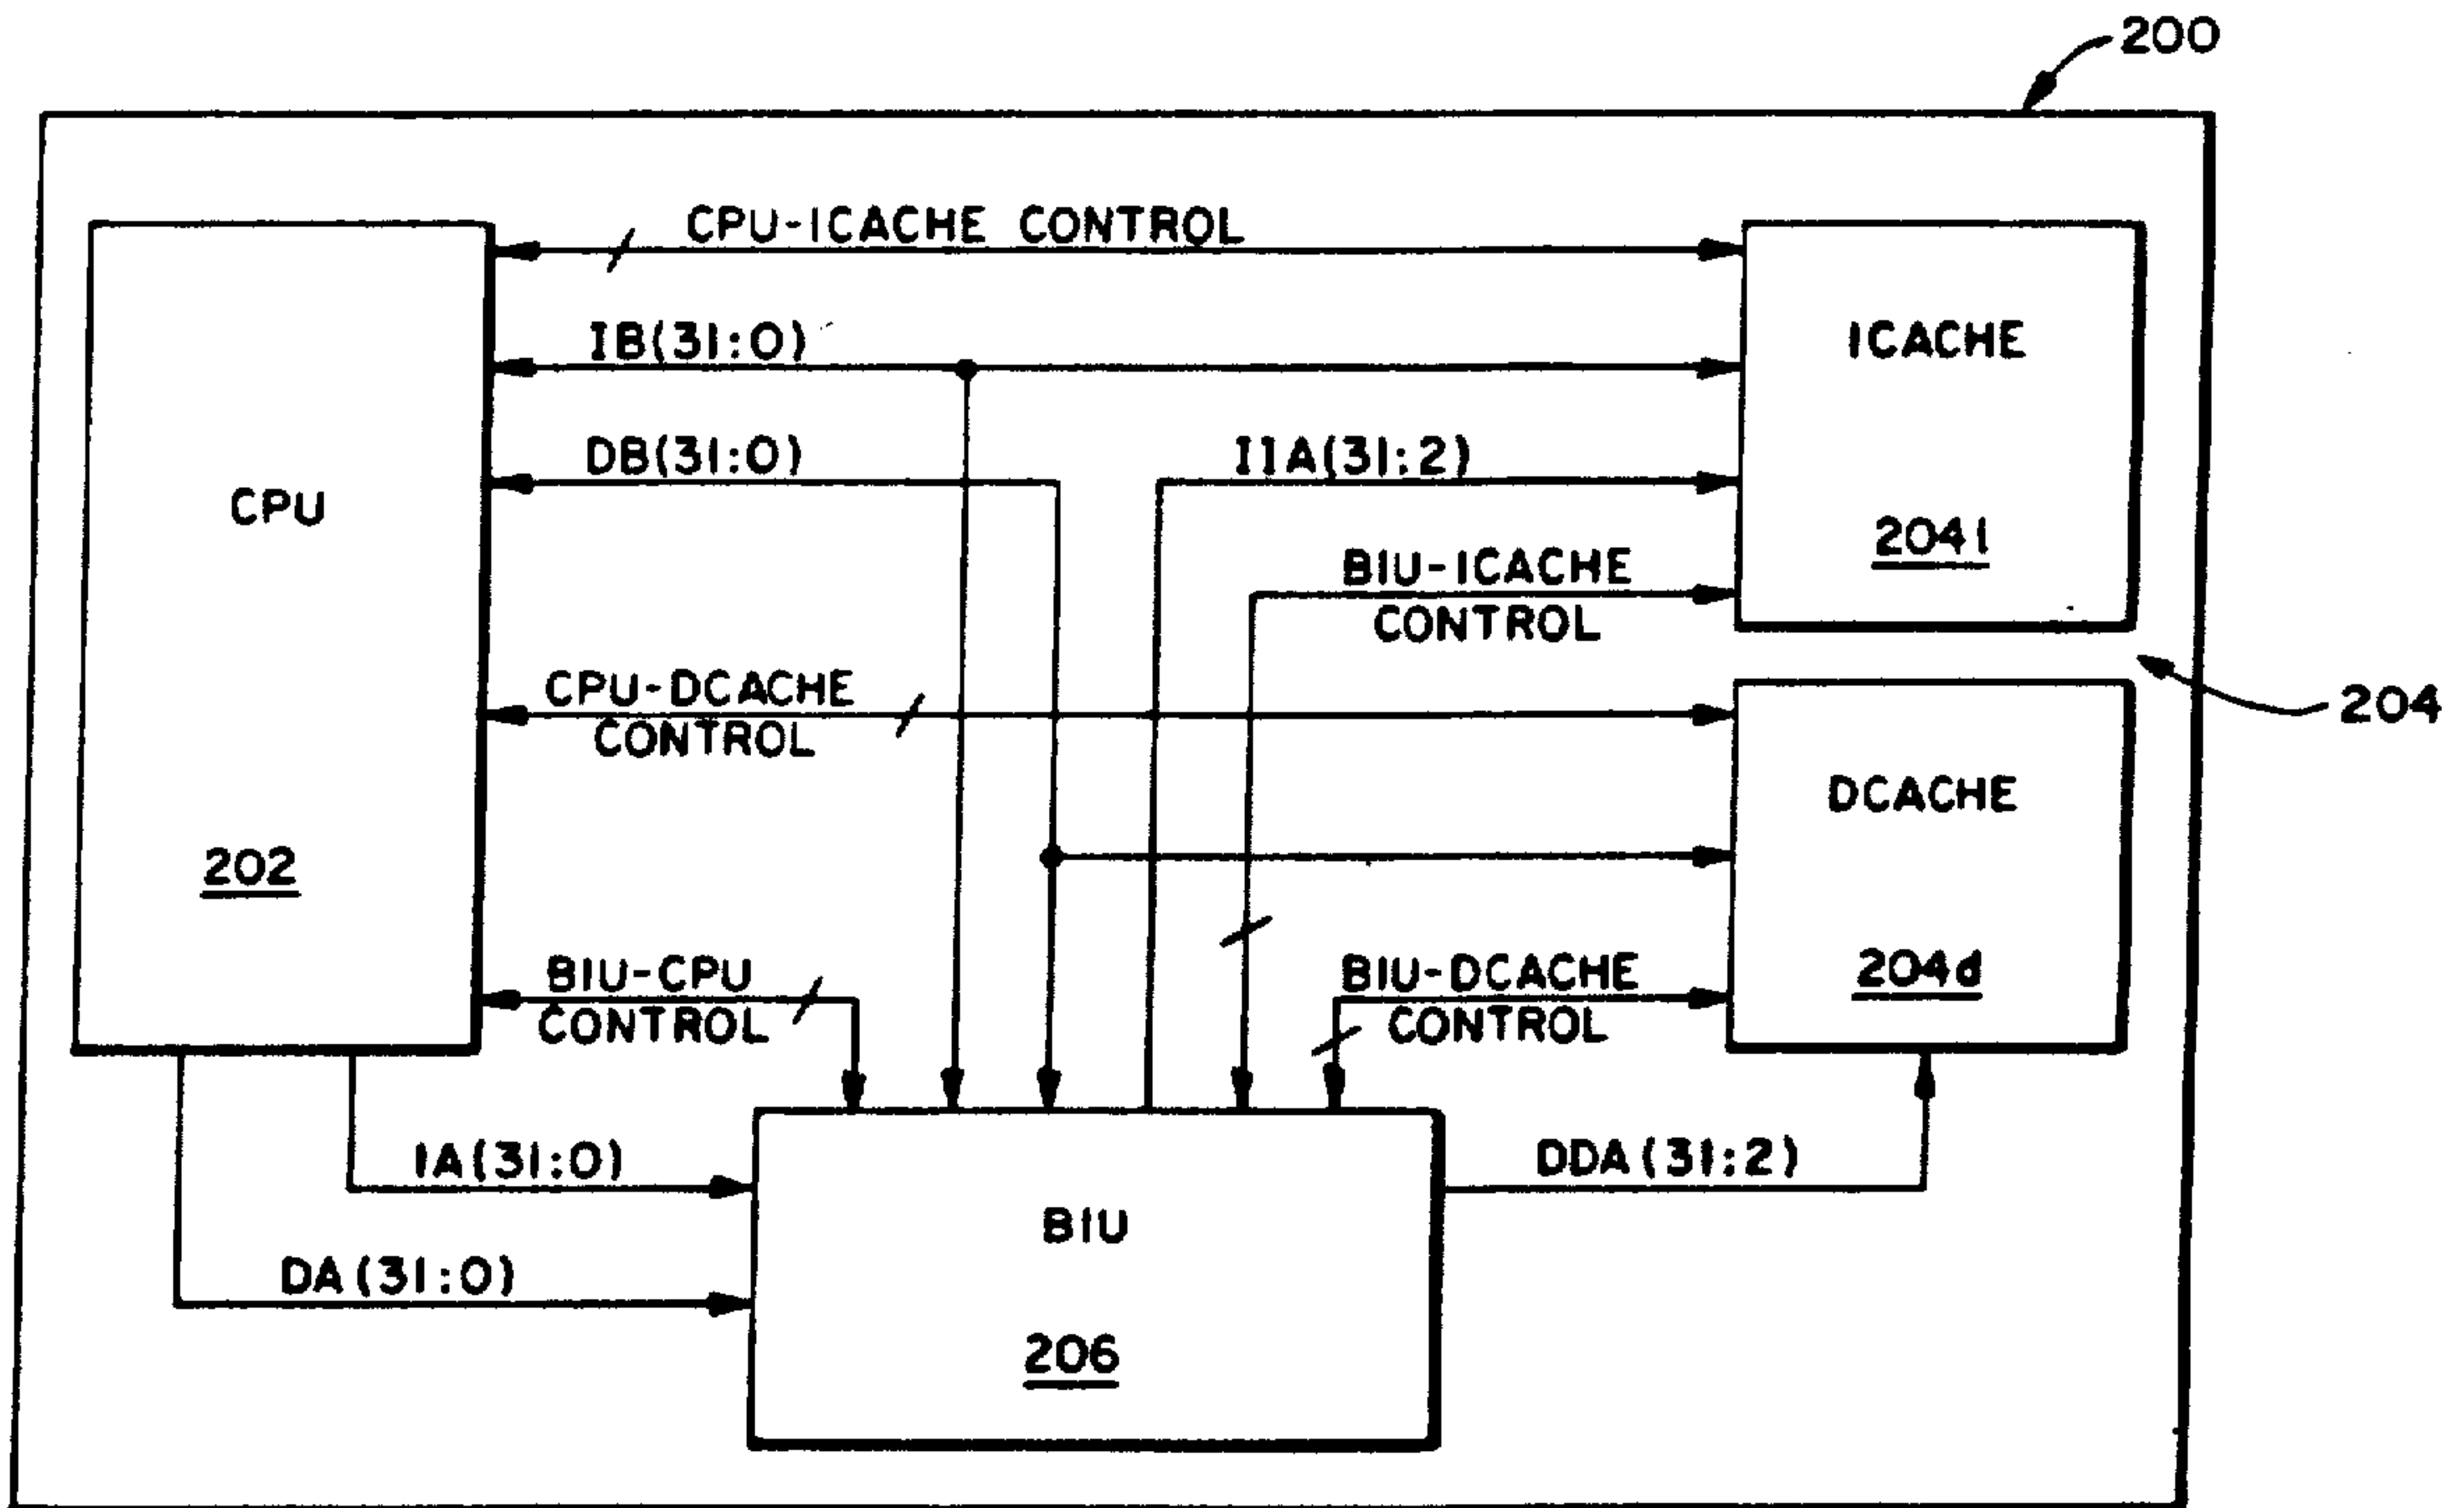 200
CPU-ICACHE CONTROL
IB(31:0)
ICACHE
DB(31:0)
IIA(31:2)
CPU
204i
BIU-ICACHE
CONTROL
CPU-DCACHE
CONTROL
204
DCACHE
202
BIU-CPU
CONTROL
BIU-DCACHE
CONTROL
204d
IA(31:0)
DDA(31:2)
BIU
DA(31:0)
206